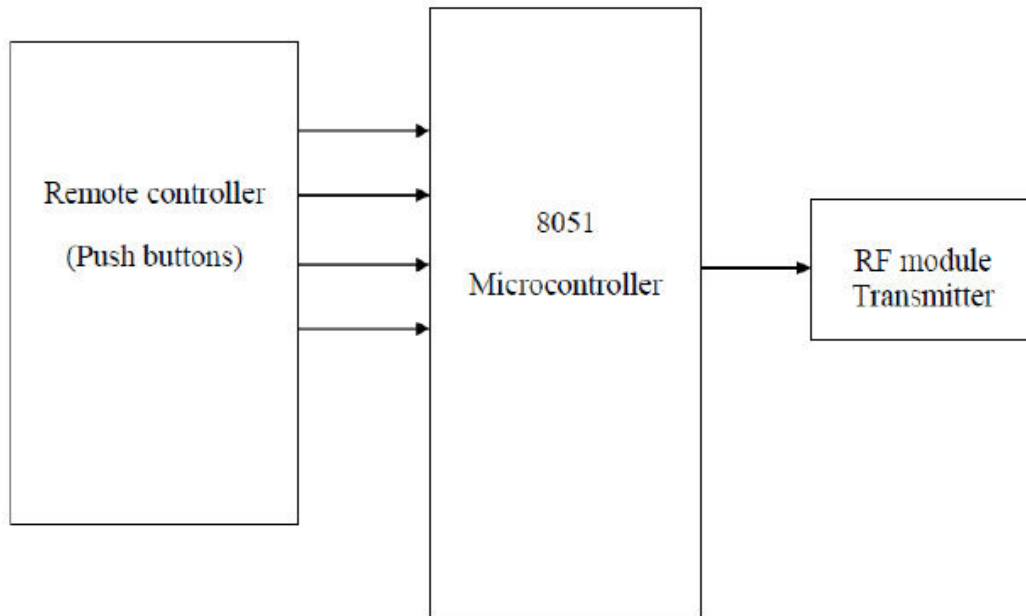 Remote controller
(Push buttons)
8051
Microcontroller
RF module
Transmitter